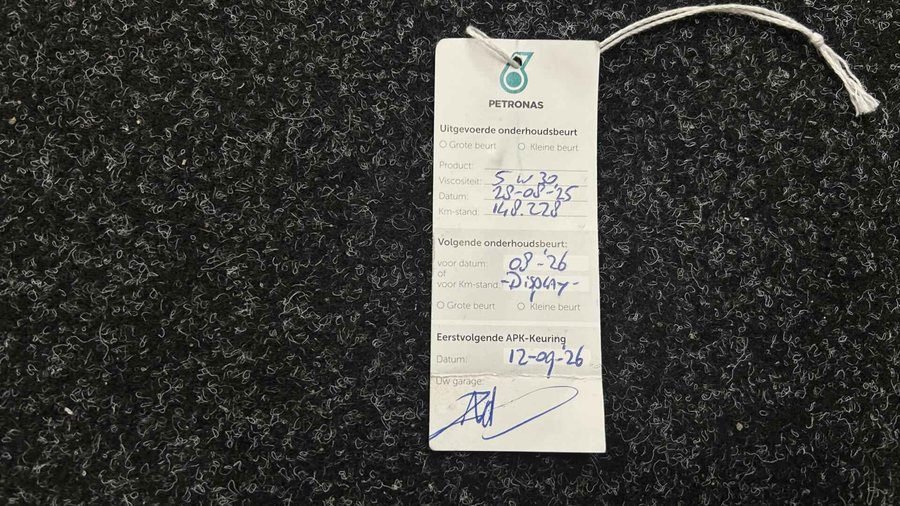 PETRONAS
Uitgevoerde onderhoudsbeurt
O Grote beurt O Kleine beurt
Product:
Viscositeit: 5 W 30
Datum: 28-08-'25
Km-stand: 148.228
Volgende onderhoudsbeurt:
voor datum: 08-'26
of
voor Km-stand: -Display-
O Grote beurt O Kleine beurt
Eerstvolgende APK-Keuring
Datum: 12-09-'26
Uw garage: